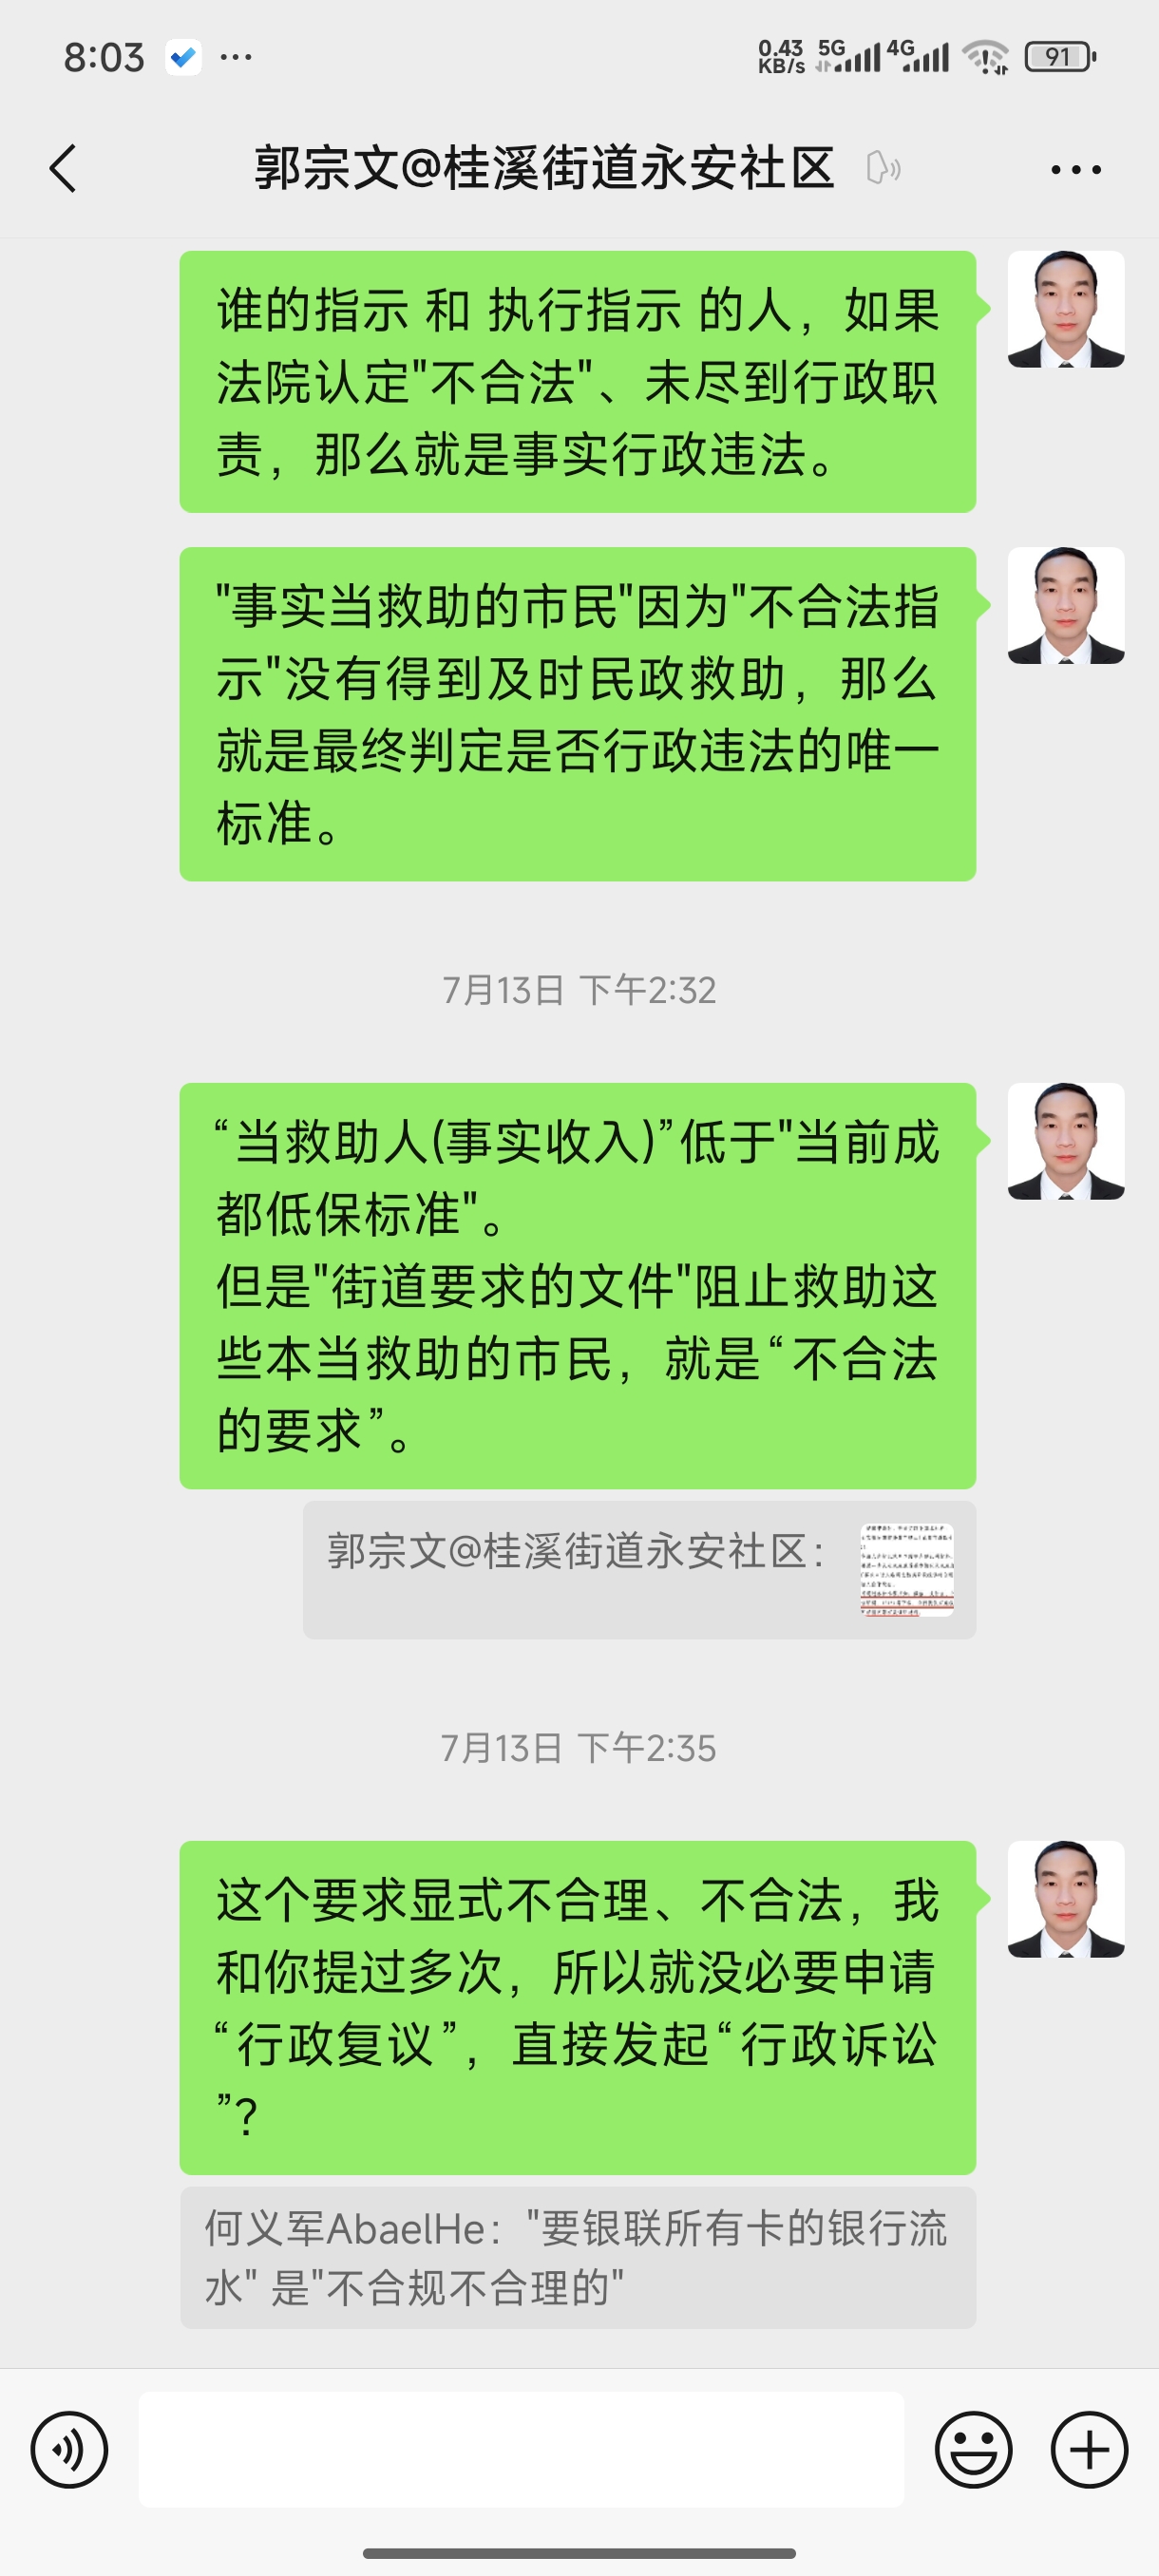 8:03
0.43 KB/s 5G 4G 91
郭宗文@桂溪街道永安社区
谁的指示 和 执行指示 的人，如果
法院认定"不合法"、未尽到行政职
责，那么就是事实行政违法。
"事实当救助的市民"因为"不合法指
示"没有得到及时民政救助，那么
就是最终判定是否行政违法的唯一
标准。
7月13日 下午2:32
“当救助人(事实收入)”低于"当前成
都低保标准"。
但是"街道要求的文件"阻止救助这
些本当救助的市民，就是“不合法
的要求”。
郭宗文@桂溪街道永安社区：
7月13日 下午2:35
这个要求显式不合理、不合法，我
和你提过多次，所以就没必要申请
“行政复议”，直接发起“行政诉讼
”？
何义军AbaelHe："要银联所有卡的银行流
水" 是"不合规不合理的"